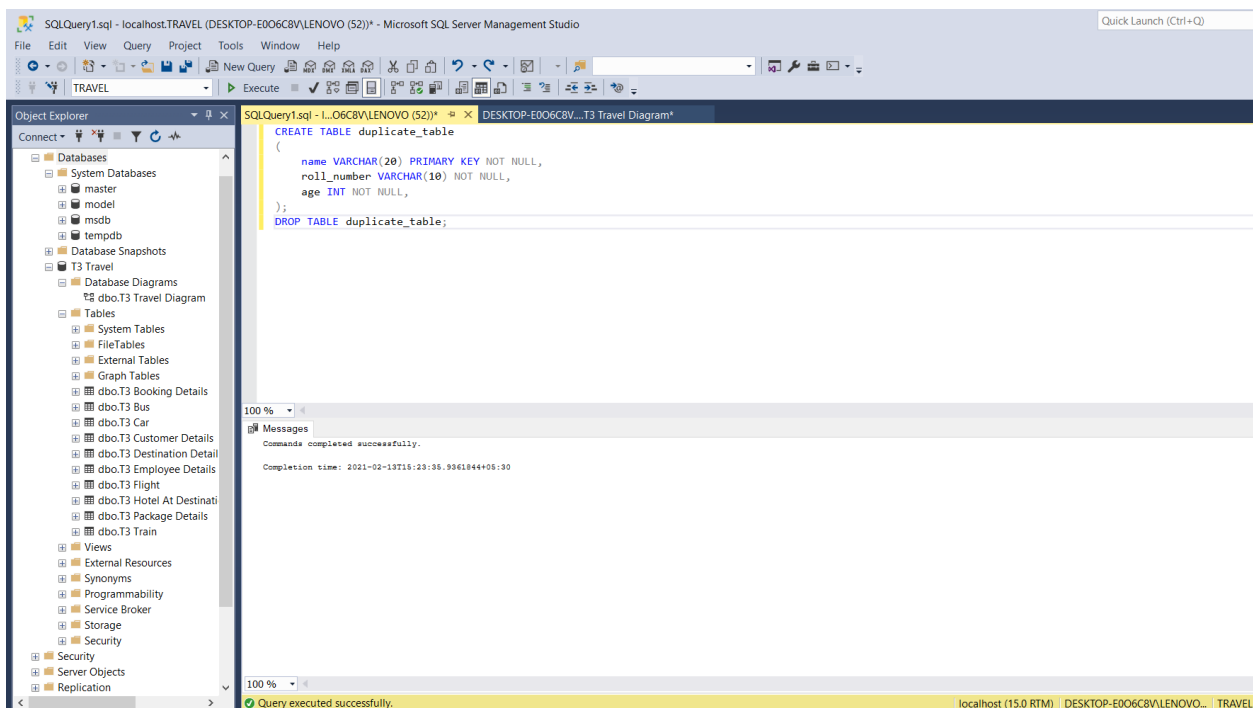 SQLQuery1.sql - localhost.TRAVEL (DESKTOP-E0O6C8V\LENOVO (52))* - Microsoft SQL Server Management Studio
Quick Launch (Ctrl+Q)
File Edit View Query Project Tools Window Help
New Query
TRAVEL
Execute
Object Explorer
Connect
Databases
System Databases
master
model
msdb
tempdb
Database Snapshots
T3 Travel
Database Diagrams
dbo.T3 Travel Diagram
Tables
System Tables
FileTables
External Tables
Graph Tables
dbo.T3 Booking Details
dbo.T3 Bus
dbo.T3 Car
dbo.T3 Customer Details
dbo.T3 Destination Detail
dbo.T3 Employee Details
dbo.T3 Flight
dbo.T3 Hotel At Destinati
dbo.T3 Package Details
dbo.T3 Train
Views
External Resources
Synonyms
Programmability
Service Broker
Storage
Security
Security
Server Objects
Replication
SQLQuery1.sql - l...O6C8V\LENOVO (52))* DESKTOP-E0O6C8V....T3 Travel Diagram*
CREATE TABLE duplicate_table
(
name VARCHAR(20) PRIMARY KEY NOT NULL,
roll_number VARCHAR(10) NOT NULL,
age INT NOT NULL,
);
DROP TABLE duplicate_table;
100 %
Messages
Commands completed successfully.
Completion time: 2021-02-13T15:23:35.9361844+05:30
100 %
Query executed successfully.
localhost (15.0 RTM) DESKTOP-E0O6C8V\LENOVO... TRAVEL